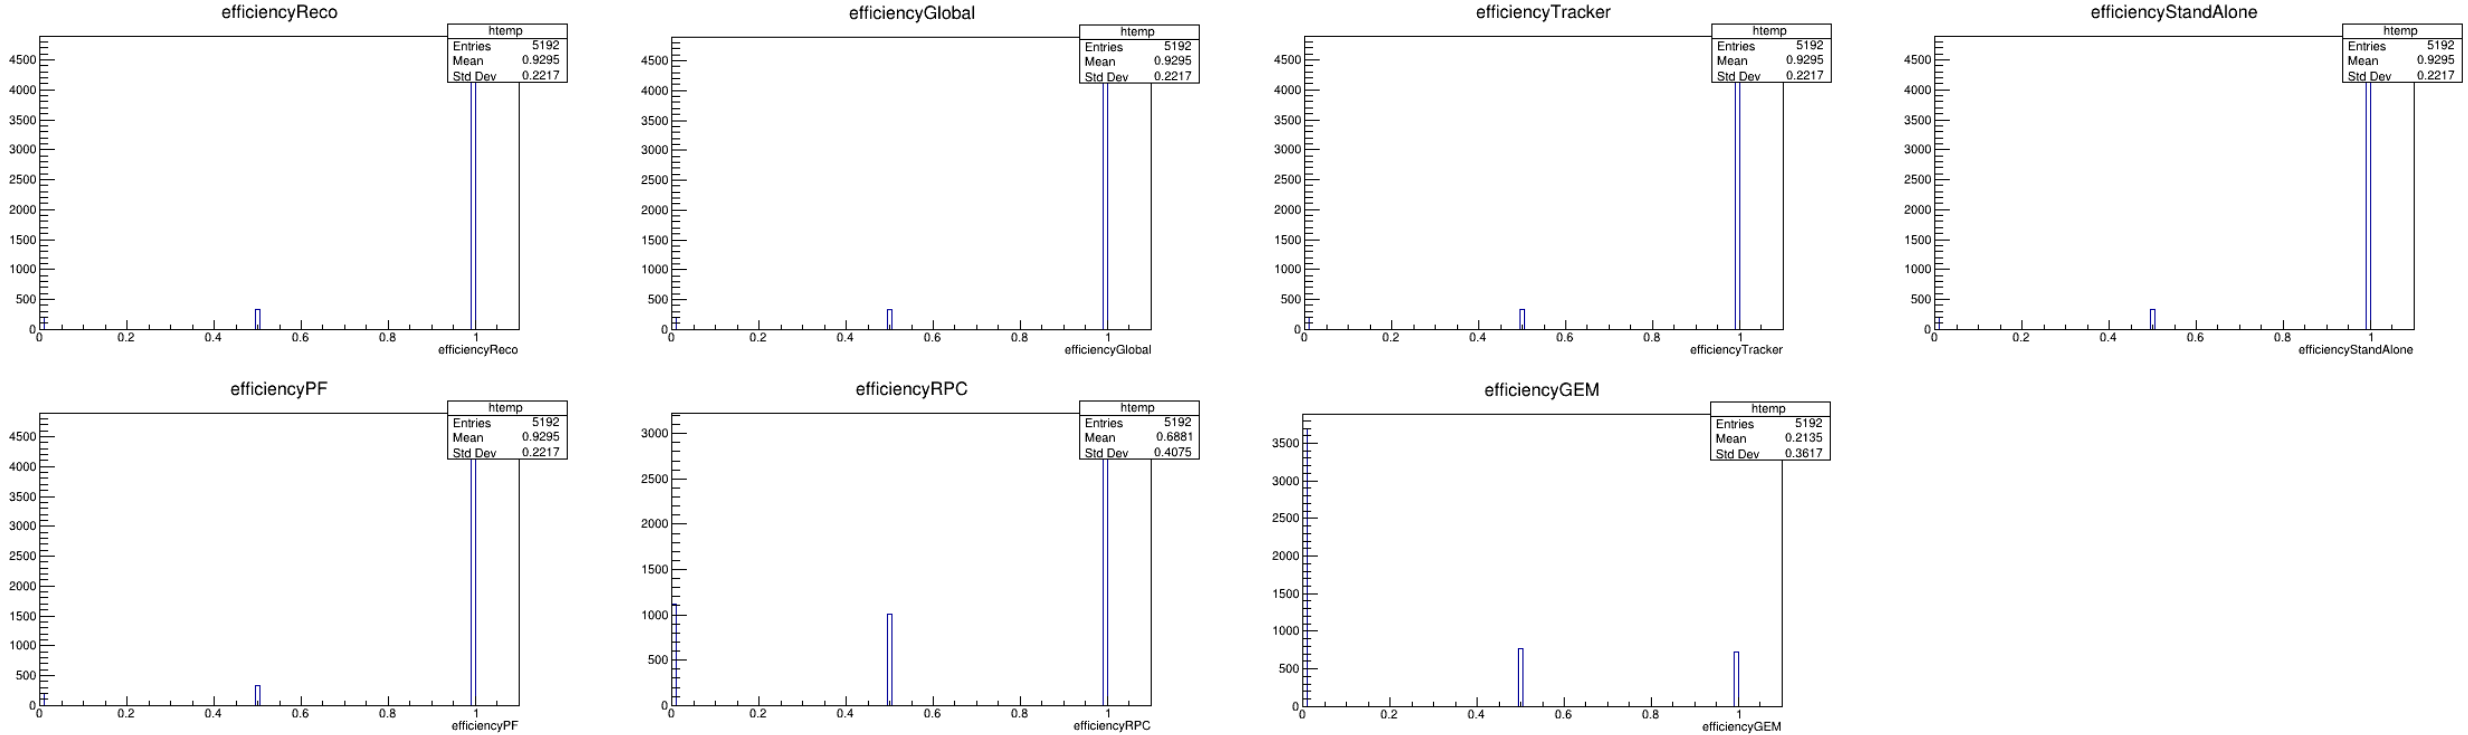 efficiencyReco
htemp
Entries 5192
Mean 0.9295
Std Dev 0.2217
4500
4000
3500
3000
2500
2000
1500
1000
500
0
0 0.2 0.4 0.6 0.8 1
efficiencyReco
efficiencyGlobal
htemp
Entries 5192
Mean 0.9295
Std Dev 0.2217
4500
4000
3500
3000
2500
2000
1500
1000
500
0
0 0.2 0.4 0.6 0.8 1
efficiencyGlobal
efficiencyTracker
htemp
Entries 5192
Mean 0.9295
Std Dev 0.2217
4500
4000
3500
3000
2500
2000
1500
1000
500
0
0 0.2 0.4 0.6 0.8 1
efficiencyTracker
efficiencyStandAlone
htemp
Entries 5192
Mean 0.9295
Std Dev 0.2217
4500
4000
3500
3000
2500
2000
1500
1000
500
0
0 0.2 0.4 0.6 0.8 1
efficiencyStandAlone
efficiencyPF
htemp
Entries 5192
Mean 0.9295
Std Dev 0.2217
4500
4000
3500
3000
2500
2000
1500
1000
500
0
0 0.2 0.4 0.6 0.8 1
efficiencyPF
efficiencyRPC
htemp
Entries 5192
Mean 0.6881
Std Dev 0.4075
3000
2500
2000
1500
1000
500
0
0 0.2 0.4 0.6 0.8 1
efficiencyRPC
efficiencyGEM
htemp
Entries 5192
Mean 0.2135
Std Dev 0.3617
3500
3000
2500
2000
1500
1000
500
0
0 0.2 0.4 0.6 0.8 1
efficiencyGEM